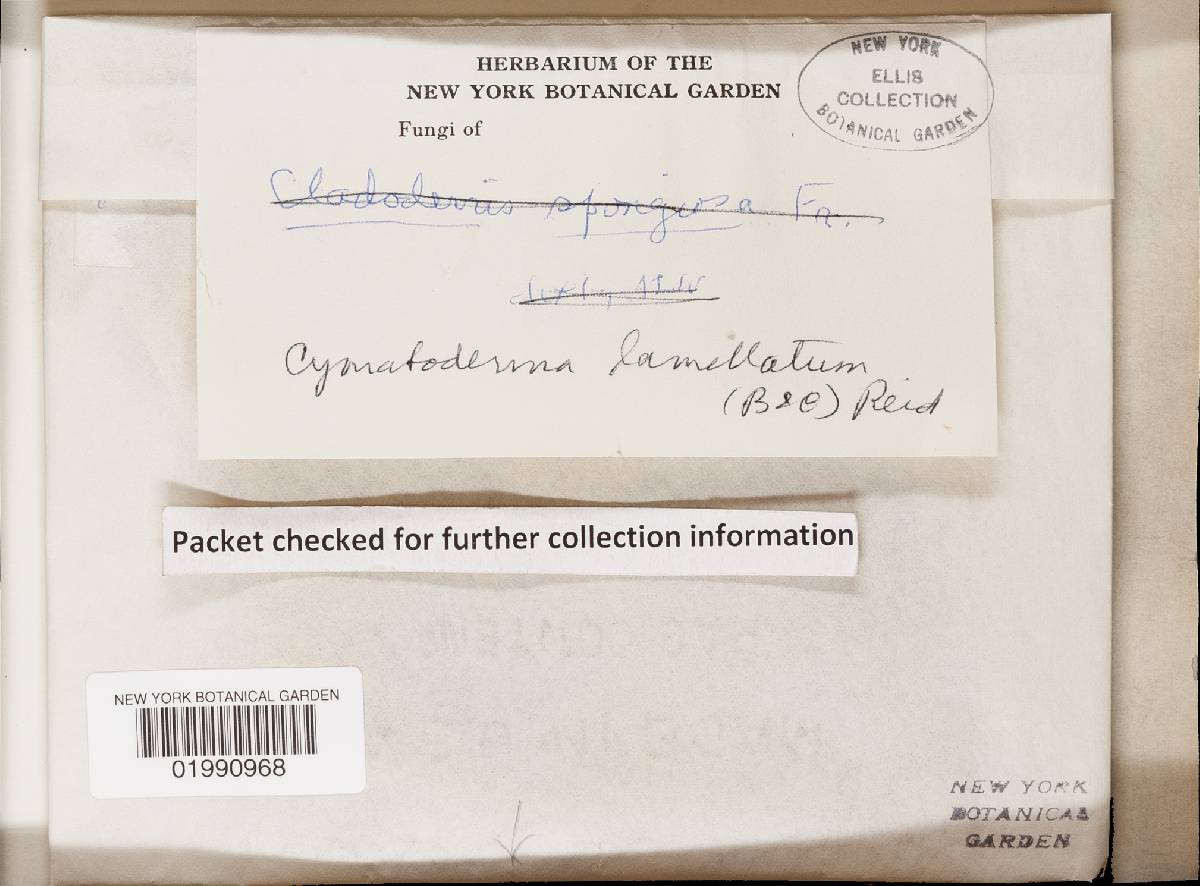 HERBARIUM OF THE
NEW YORK BOTANICAL GARDEN
Fungi of
NEW YORK
ELLIS
COLLECTION
BOTANICAL GARDEN
Cladoderris spongiosa Fr.
Cymatoderma lamellatum
(B&C) Reid
Packet checked for further collection information
NEW YORK BOTANICAL GARDEN
01990968
NEW YORK
BOTANICAL
GARDEN